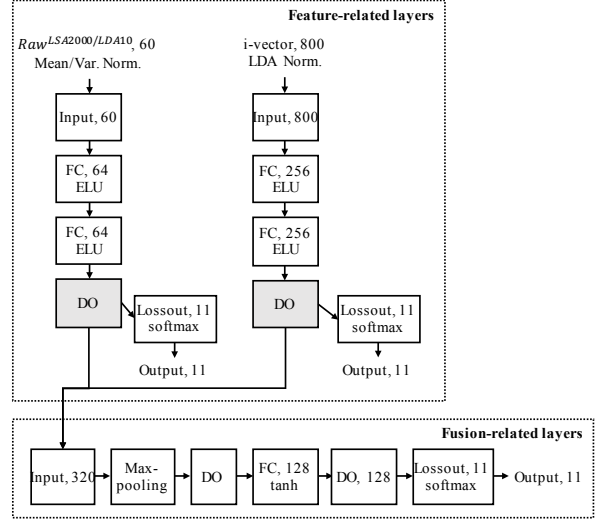 Feature-related layers
Raw^LSA2000/LDA10, 60
Mean/Var. Norm.
i-vector, 800
LDA Norm.
Input, 60
Input, 800
FC, 64
ELU
FC, 256
ELU
FC, 64
ELU
FC, 256
ELU
DO
Lossout, 11
softmax
DO
Lossout, 11
softmax
Output, 11
Output, 11
Fusion-related layers
Input, 320
Max-
pooling
DO
FC, 128
tanh
DO, 128
Lossout, 11
softmax
Output, 11